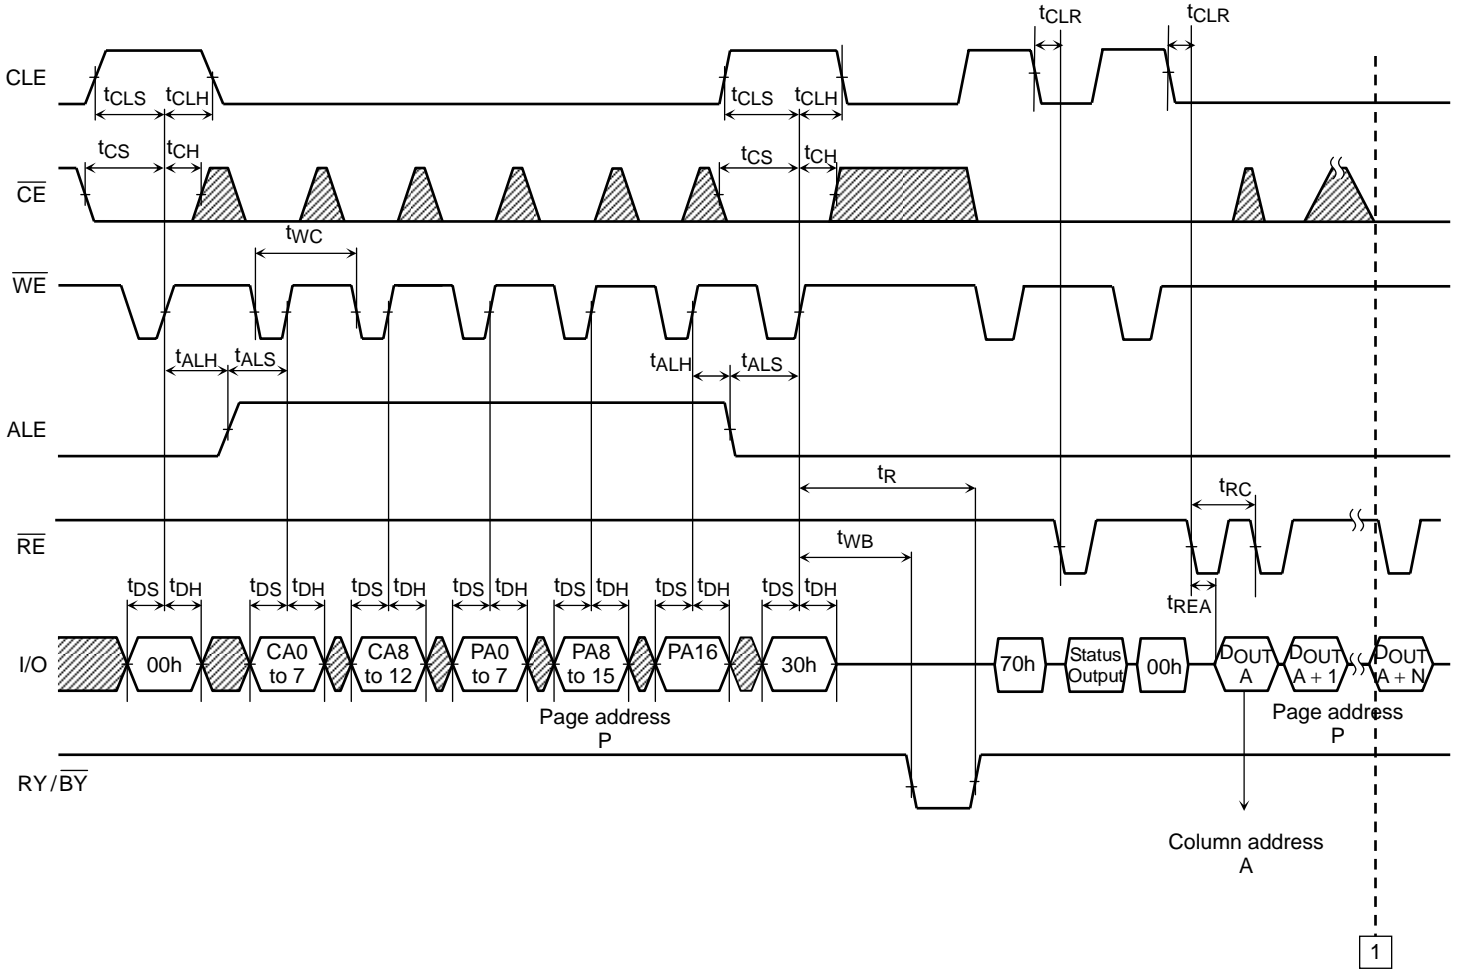 tCLR tCLR
CLE
tCLS tCLH tCLS tCLH
tCS tCH tCS tCH
CE
tWC
WE
tALH tALS tALH tALS
ALE
tR
tRC
RE
tWB
tDS tDH tDS tDH tDS tDH tDS tDH tDS tDH tDS tDH tDS tDH
tREA
I/O
00h
CA0
to 7
CA8
to 12
PA0
to 7
PA8
to 15
PA16
30h
70h
Status
Output
00h
DOUT
A
DOUT
A + 1
DOUT
A + N
Page address
P
Page address
P
RY/BY
Column address
A
1